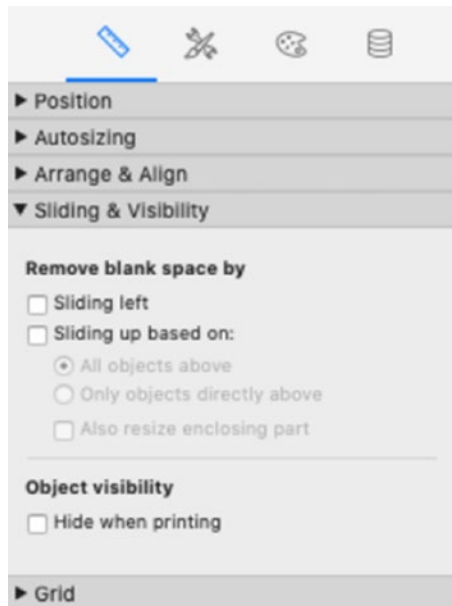 Position
Autosizing
Arrange & Align
Sliding & Visibility
Remove blank space by
Sliding left
Sliding up based on:
All objects above
Only objects directly above
Also resize enclosing part
Object visibility
Hide when printing
Grid